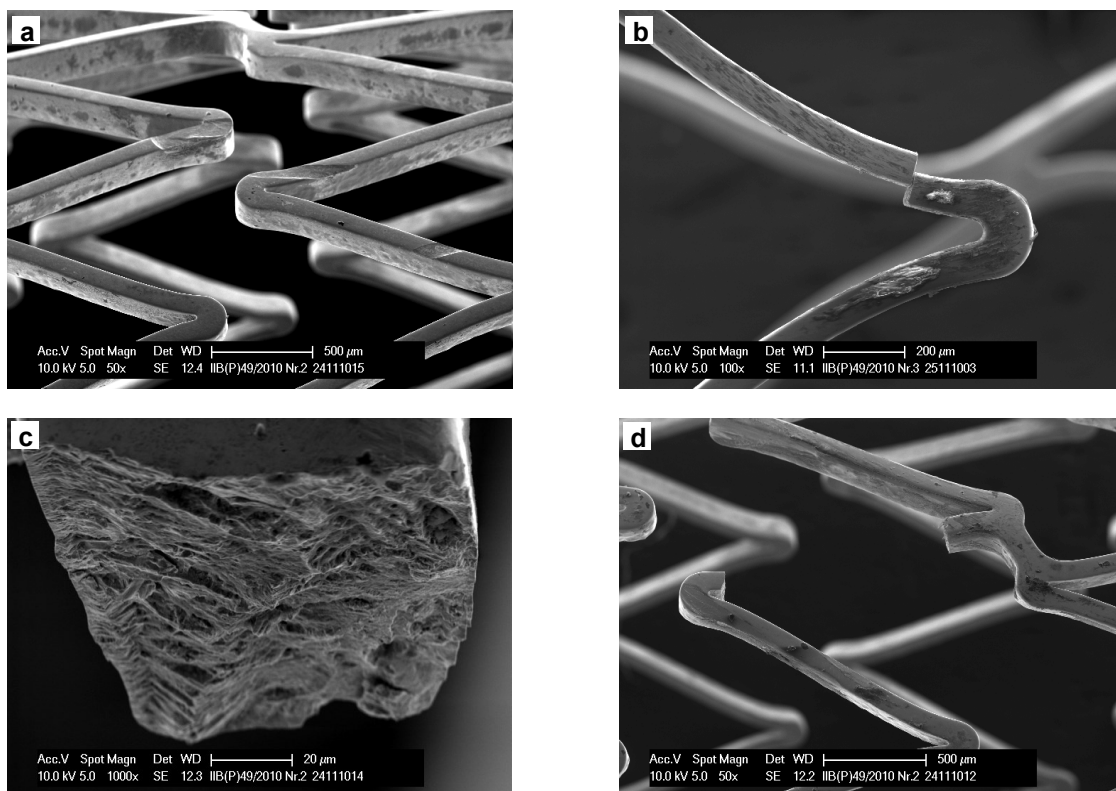 a
Acc.V Spot Magn Det WD 500 µm
10.0 kV 5.0 50x SE 12.4 IIB(P)49/2010 Nr.2 24111015
b
Acc.V Spot Magn Det WD 200 µm
10.0 kV 5.0 100x SE 11.1 IIB(P)49/2010 Nr.3 25111003
c
Acc.V Spot Magn Det WD 20 µm
10.0 kV 5.0 1000x SE 12.3 IIB(P)49/2010 Nr.2 24111014
d
Acc.V Spot Magn Det WD 500 µm
10.0 kV 5.0 50x SE 12.2 IIB(P)49/2010 Nr.2 24111012